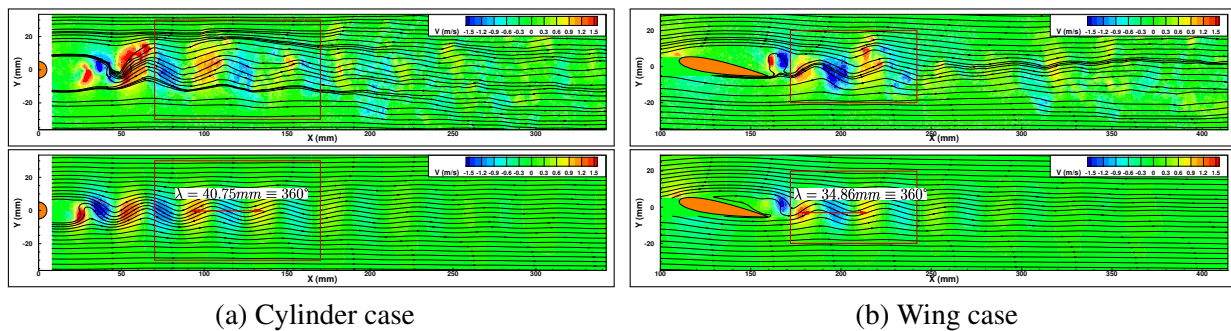 V (m/s) -1.5 -1.2 -0.9 -0.6 -0.3 0 0.3 0.6 0.9 1.2 1.5
20
0
-20
Y (mm)
0 50 100 150 200 250 300
X (mm)
V (m/s) -1.5 -1.2 -0.9 -0.6 -0.3 0 0.3 0.6 0.9 1.2 1.5
λ = 40.75mm ≡ 360°
20
0
-20
Y (mm)
0 50 100 150 200 250 300
X (mm)
(a) Cylinder case
V (m/s) -1.5 -1.2 -0.9 -0.6 -0.3 0 0.3 0.6 0.9 1.2 1.5
20
0
-20
Y (mm)
100 150 200 250 300 350 400
X (mm)
V (m/s) -1.5 -1.2 -0.9 -0.6 -0.3 0 0.3 0.6 0.9 1.2 1.5
λ = 34.86mm ≡ 360°
20
0
-20
Y (mm)
100 150 200 250 300 350 400
X (mm)
(b) Wing case